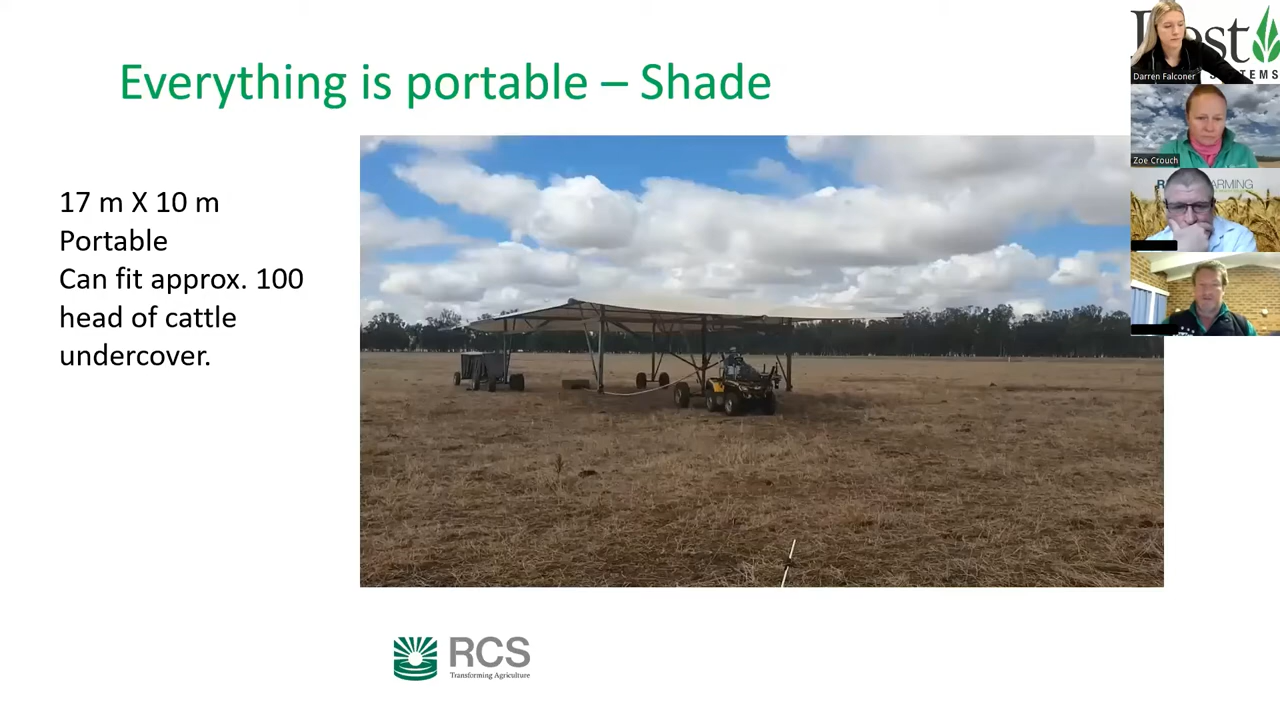 Everything is portable – Shade
17 m X 10 m
Portable
Can fit approx. 100
head of cattle
undercover.
RCS
Transforming Agriculture
Darren Falconer
Zoe Crouch